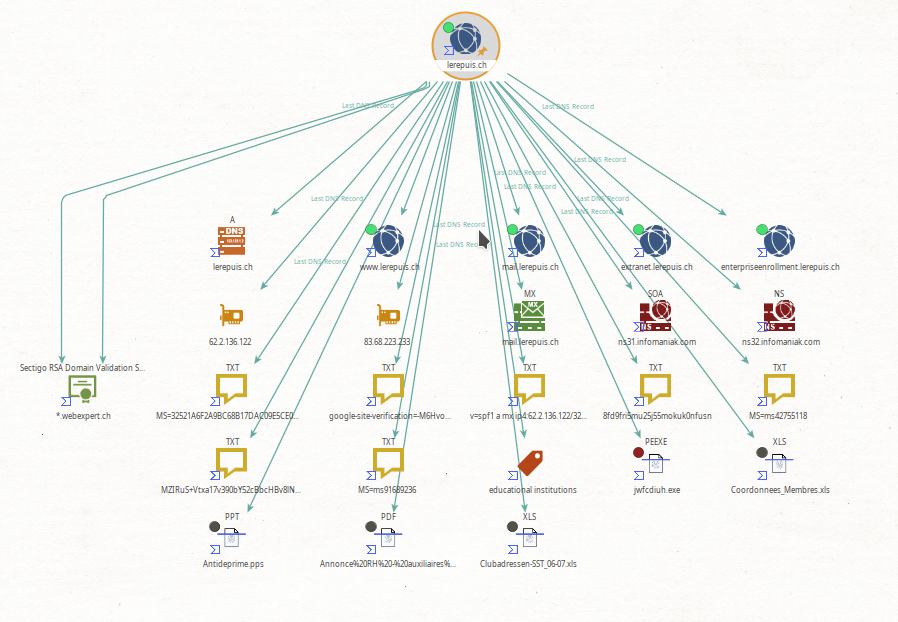 lerepuis.ch
Last DNS Record
Last DNS Record
Last DNS Record
Last DNS Record
Last DNS Record
Last DNS Record
Last DNS Record
Last DNS Record
Last DNS Record
A
DNS
lerepuis.ch
www.lerepuis.ch
mail.lerepuis.ch
extranet.lerepuis.ch
enterpriseenrollment.lerepuis.ch
Last DNS Record
62.2.136.122
83.68.223.233
MX
MX
mail.lerepuis.ch
SOA
NS
ns31.infomaniak.com
NS
NS
ns32.infomaniak.com
Sectigo RSA Domain Validation S...
*.webexpert.ch
TXT
MS=32521A6F2A9BC68B17DAC09E5CE0...
TXT
google-site-verification=-M6Hvo...
TXT
v=spf1 a mx ip4:62.2.136.122/32...
TXT
8fd9fri5mu25j55mokuk0nfusn
TXT
MS=ms42755118
TXT
MZIRuS+Vtxa17v390bY52cBbcHBv8IN...
TXT
MS=ms91689236
educational institutions
PEEXE
jwfcdiuh.exe
XLS
Coordonnees_Membres.xls
PPT
Antideprime.pps
PDF
Annonce%20RH%20-%20auxiliaires%...
XLS
Clubadressen-SST_06-07.xls